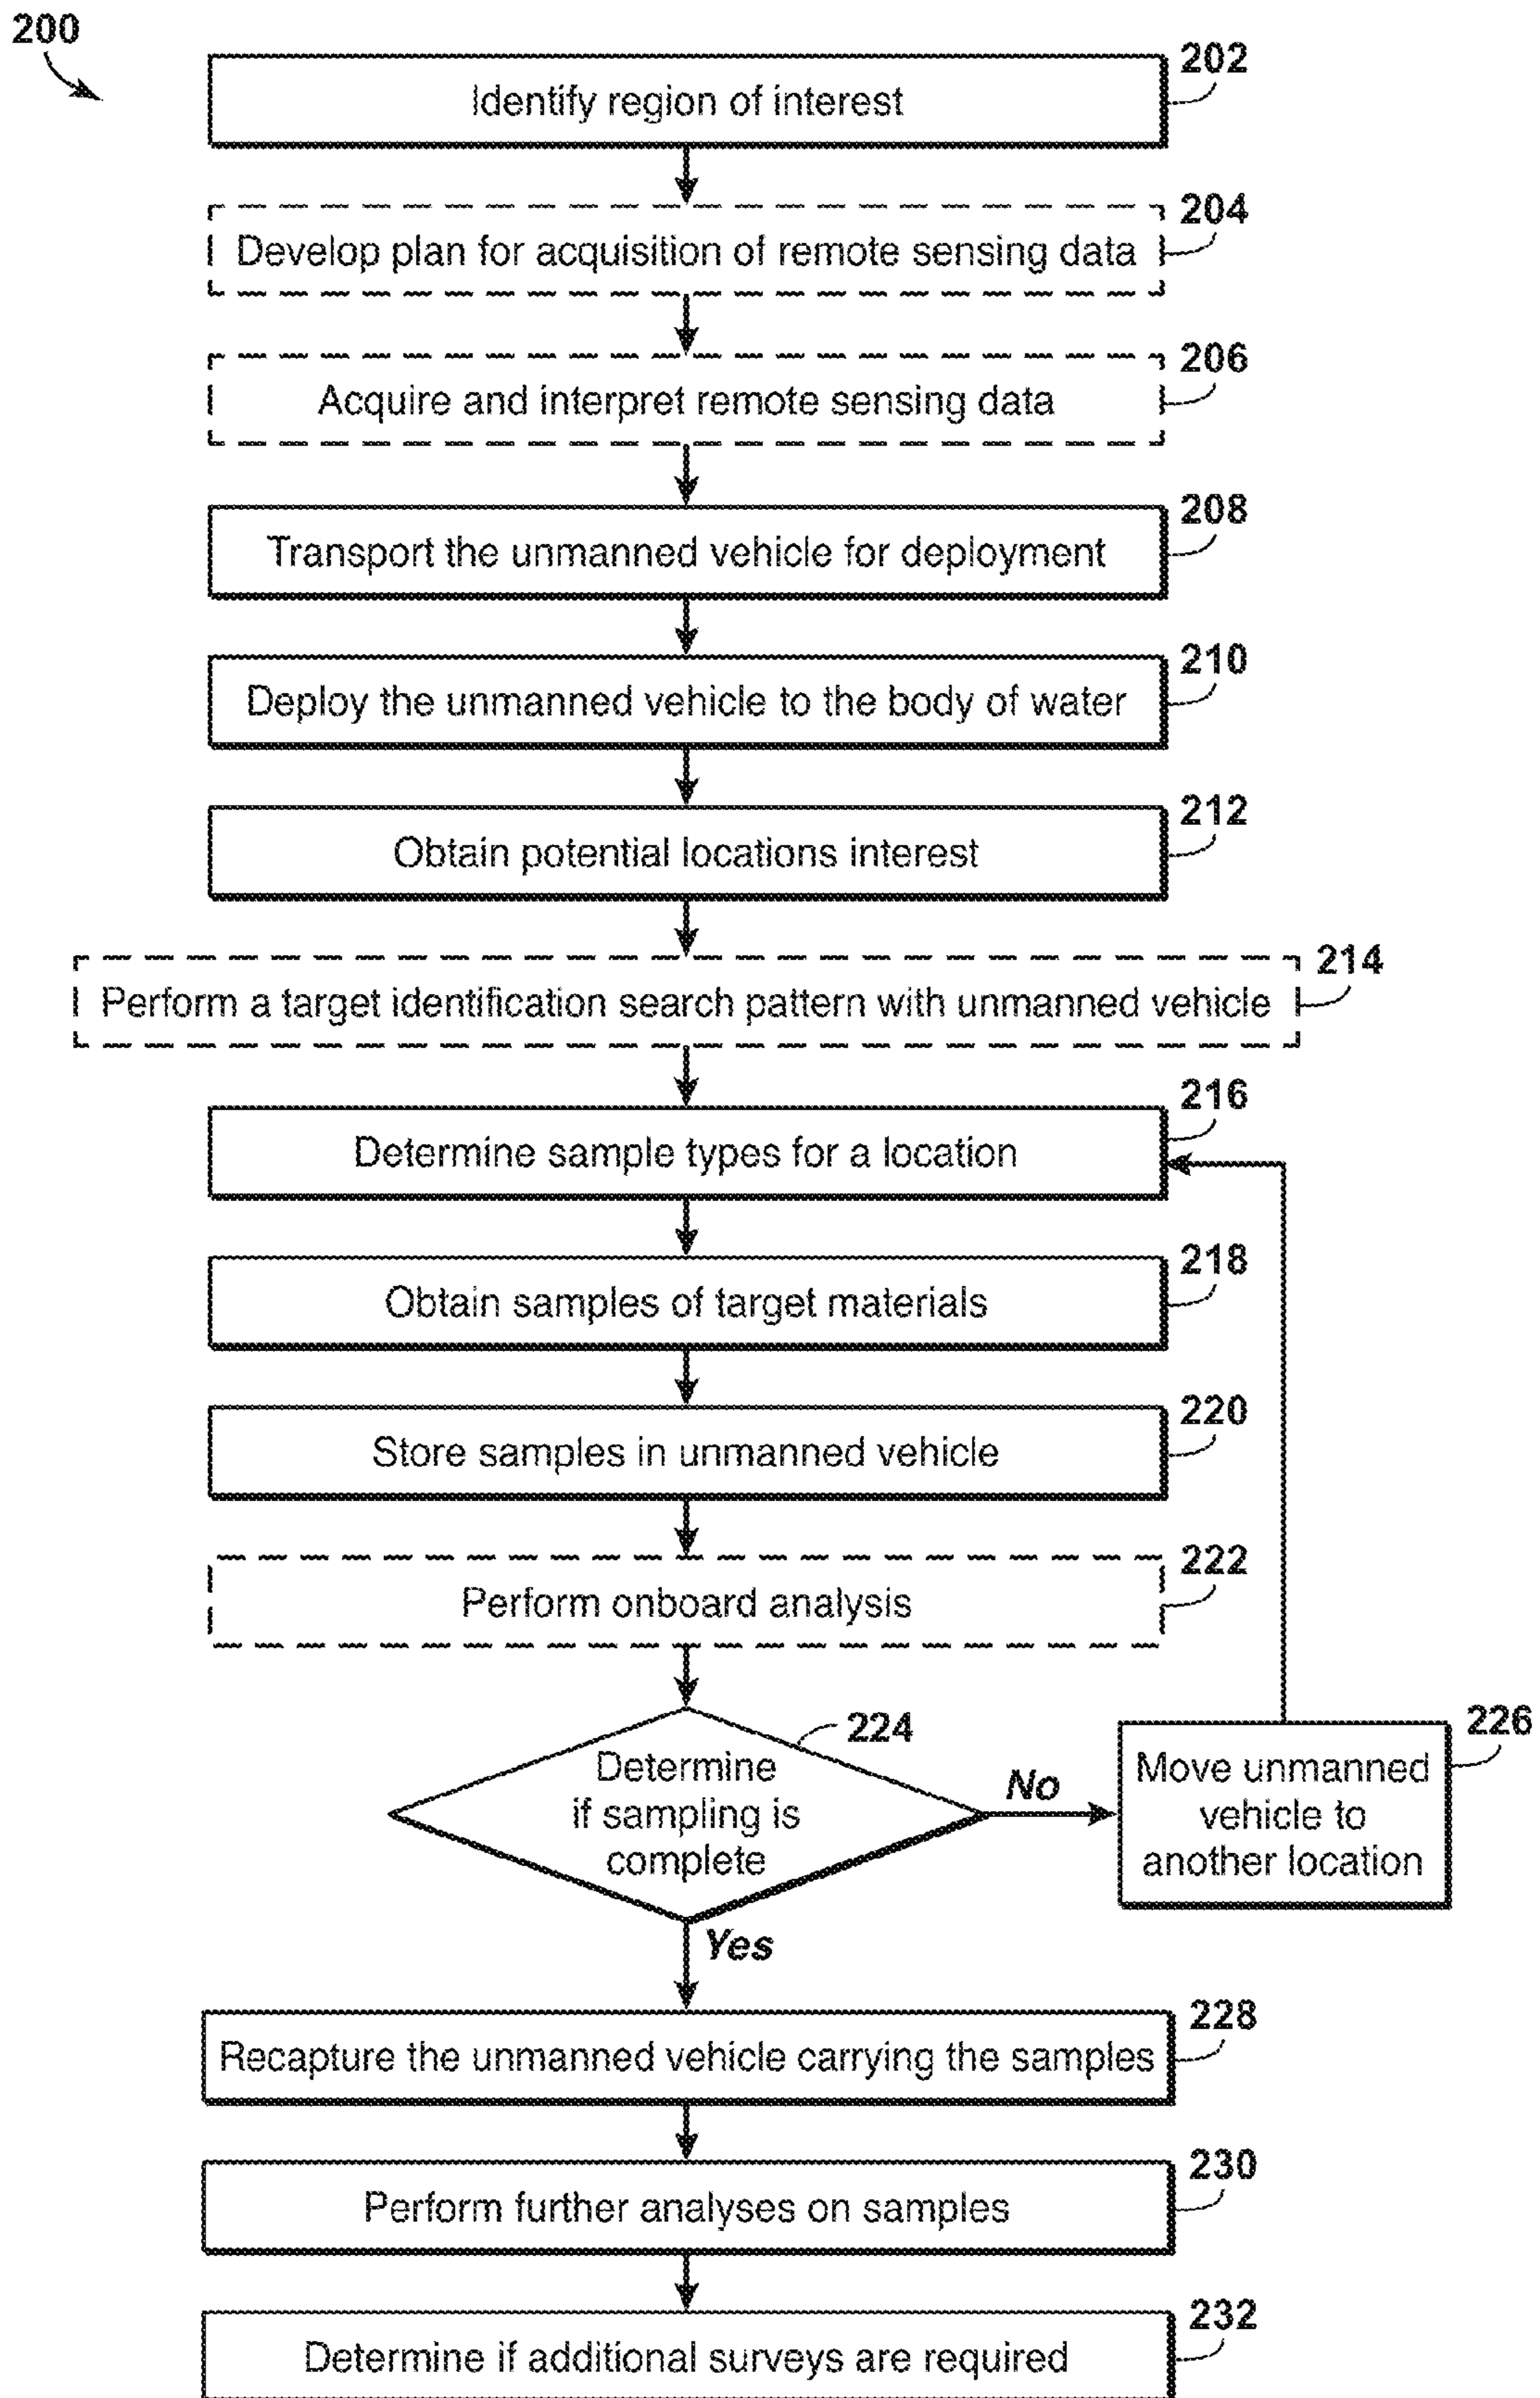 200
202
Identify region of interest
204
Develop plan for acquisition of remote sensing data
206
Acquire and interpret remote sensing data
208
Transport the unmanned vehicle for deployment
210
Deploy the unmanned vehicle to the body of water
212
Obtain potential locations interest
214
Perform a target identification search pattern with unmanned vehicle
216
Determine sample types for a location
218
Obtain samples of target materials
220
Store samples in unmanned vehicle
222
Perform onboard analysis
224
Determine
if sampling is
complete
No
226
Move unmanned
vehicle to
another location
Yes
228
Recapture the unmanned vehicle carrying the samples
230
Perform further analyses on samples
232
Determine if additional surveys are required